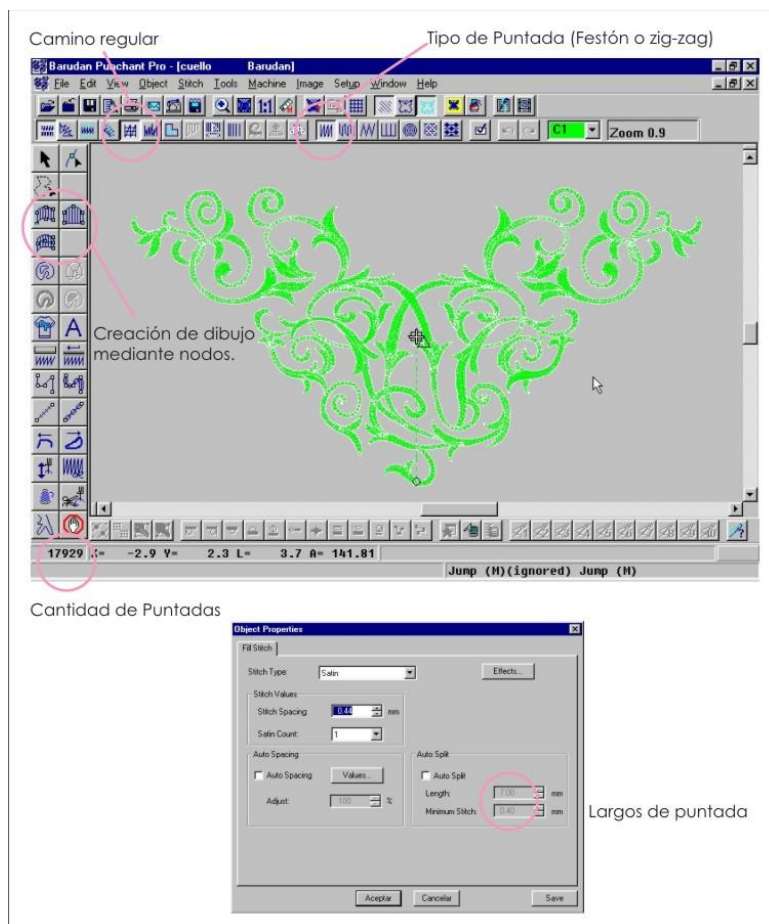 Camino regular
Tipo de Puntada (Festón o zig-zag)
Barudan Punchant Pro - [cuello Barudan]
File Edit View Object Stitch Tools Machine Image Setup Window Help
1:1
C1 Zoom 0.9
A
Creación de dibujo
mediante nodos.
17929 X= -2.9 Y= 2.3 L= 3.7 A= 141.81
Jump (M)(ignored) Jump (M)
Cantidad de Puntadas
Object Properties
Fill Stitch
Stitch Type: Satin Effects...
Stitch Values
Stitch Spacing: 0.44 mm
Satin Count: 1
Auto Spacing Auto Split
Auto Spacing Values... Auto Split
Length: 7.00 mm
Adjust: 100 % Minimum Stitch: 0.40 mm
Largos de puntada
Aceptar Cancelar Save